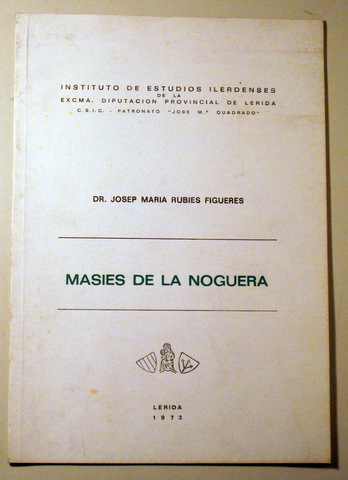 INSTITUTO DE ESTUDIOS ILERDENSES
DE LA
EXCMA. DIPUTACION PROVINCIAL DE LERIDA
C.S.I.C. - PATRONATO "JOSE M.ª QUADRADO"
DR. JOSEP MARIA RUBIES FIGUERES
MASIES DE LA NOGUERA
LERIDA
1973